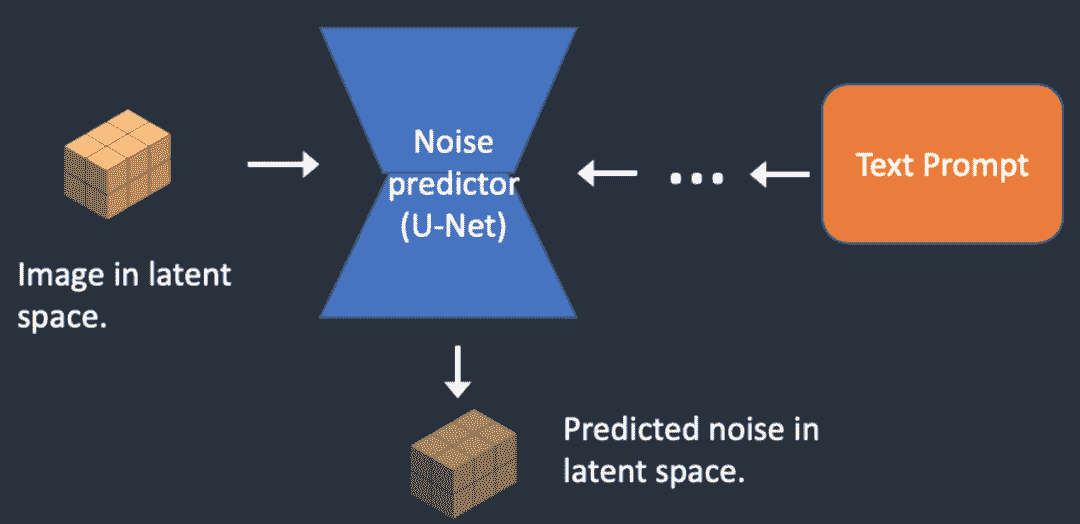 Noise
predictor
(U-Net)
Text Prompt
Image in latent
space.
Predicted noise in
latent space.